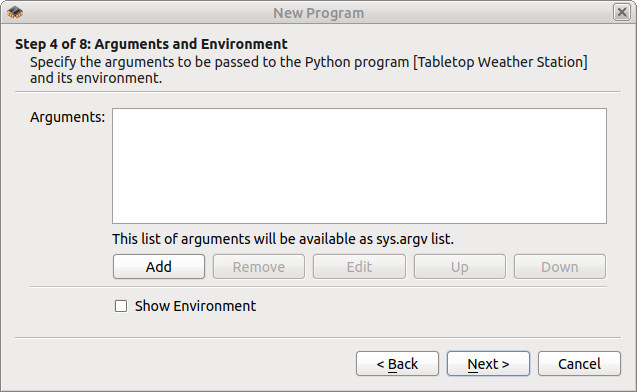 New Program
Step 4 of 8: Arguments and Environment
Specify the arguments to be passed to the Python program [Tabletop Weather Station]
and its environment.
Arguments:
This list of arguments will be available as sys.argv list.
Add Remove Edit Up Down
Show Environment
< Back Next > Cancel